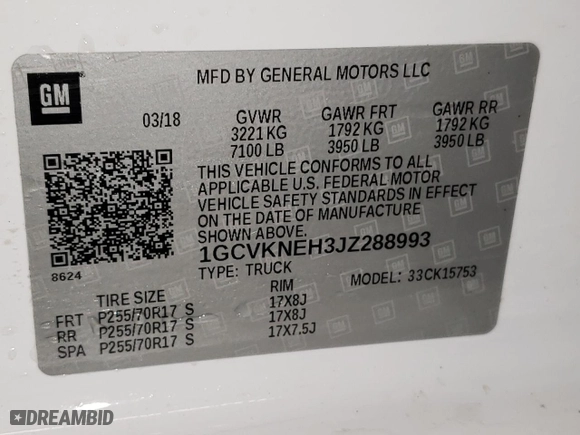 GM
MFD BY GENERAL MOTORS LLC
03/18 GVWR GAWR FRT GAWR RR
3221 KG 1792 KG 1792 KG
7100 LB 3950 LB 3950 LB
THIS VEHICLE CONFORMS TO ALL
APPLICABLE U.S. FEDERAL MOTOR
VEHICLE SAFETY STANDARDS IN EFFECT
ON THE DATE OF MANUFACTURE
SHOWN ABOVE.
1GCVKNEH3JZ288993
8624
TYPE: TRUCK MODEL: 33CK15753
TIRE SIZE RIM
FRT P255/70R17 S 17X8J
RR P255/70R17 S 17X8J
SPA P255/70R17 S 17X7.5J
DREAMBID